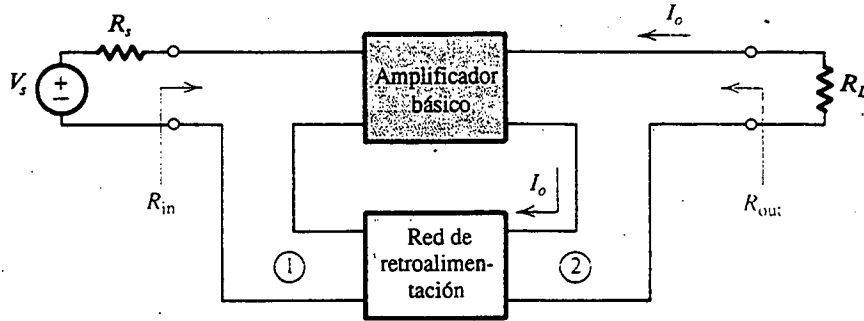 R_s
I_o
V_s
+
−
Amplificador
básico
R_L
R_in
I_o
R_out
Red de
retroalimen-
tación
1
2